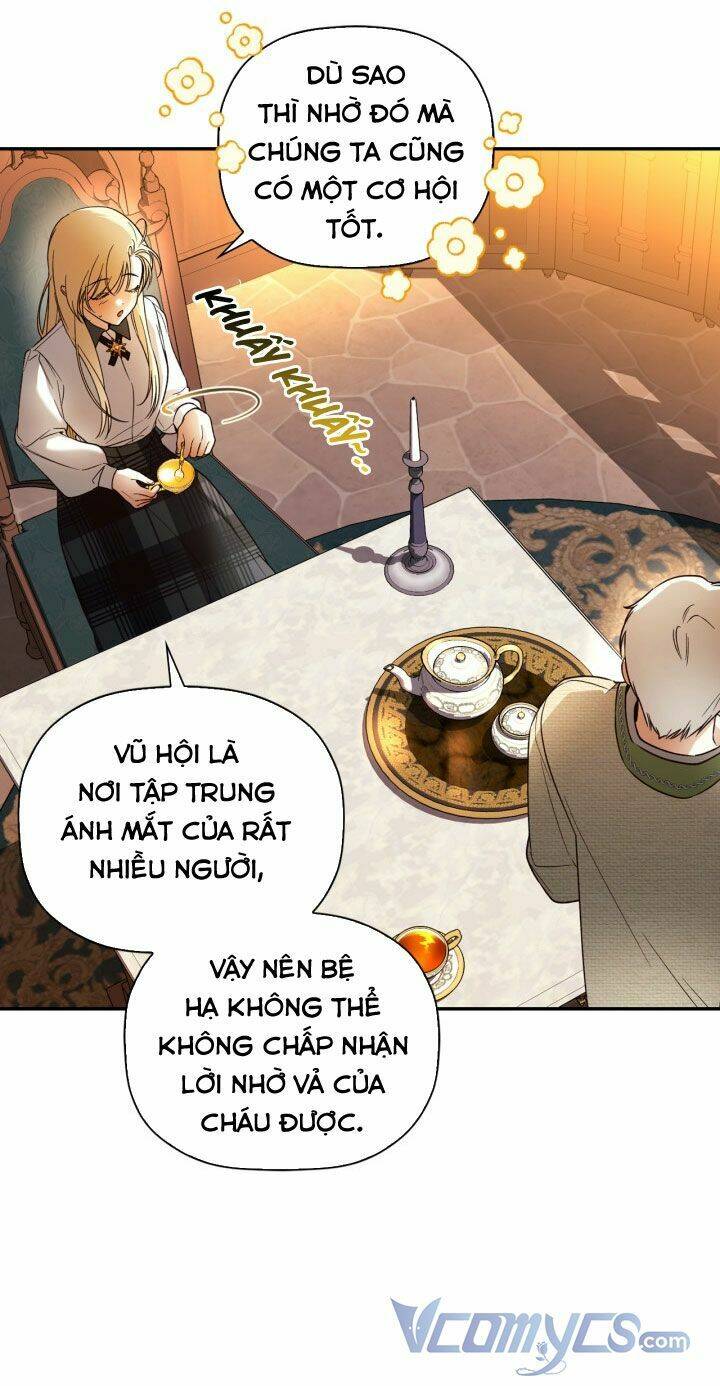 DÙ SAO
THÌ NHỜ ĐÓ MÀ
CHÚNG TA CŨNG
CÓ MỘT CƠ HỘI
TỐT.
KHUẤY KHUẤY~..
VŨ HỘI LÀ
NƠI TẬP TRUNG
ÁNH MẮT CỦA RẤT
NHIỀU NGƯỜI,
VẬY NÊN BỆ
HẠ KHÔNG THỂ
KHÔNG CHẤP NHẬN
LỜI NHỜ VẢ CỦA
CHÁU ĐƯỢC.
VCOMYCS.com